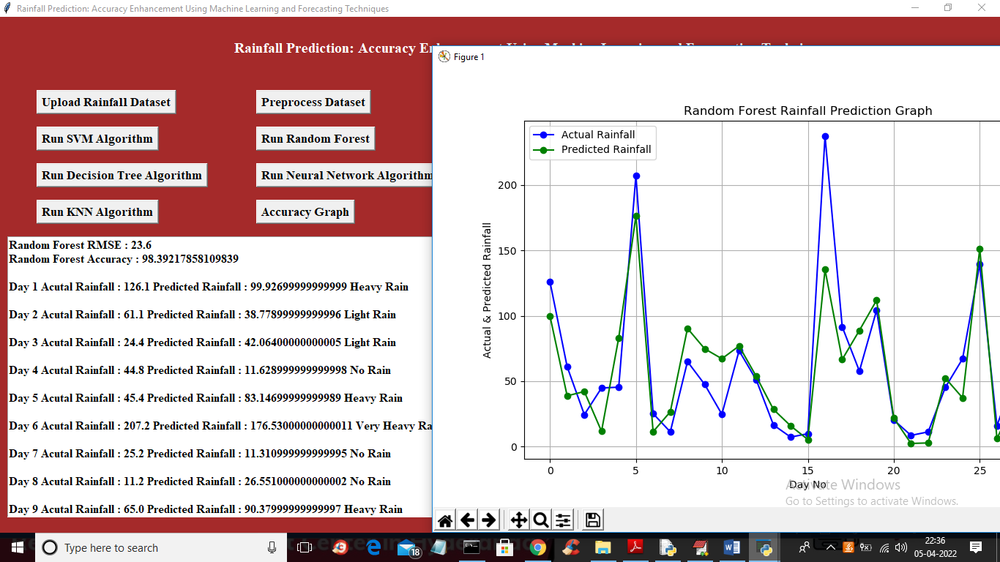 Rainfall Prediction: Accuracy Enhancement Using Machine Learning and Forecasting Techniques
Rainfall Prediction: Accuracy
Upload Rainfall Dataset
Preprocess Dataset
Run SVM Algorithm
Run Random Forest
Run Decision Tree Algorithm
Run Neural Network Algorithm
Run KNN Algorithm
Accuracy Graph
Random Forest RMSE : 23.6
Random Forest Accuracy : 98.39217858109839
Day 1 Acutal Rainfall : 126.1 Predicted Rainfall : 99.92699999999999 Heavy Rain
Day 2 Acutal Rainfall : 61.1 Predicted Rainfall : 38.77899999999996 Light Rain
Day 3 Acutal Rainfall : 24.4 Predicted Rainfall : 42.06400000000005 Light Rain
Day 4 Acutal Rainfall : 44.8 Predicted Rainfall : 11.628999999999998 No Rain
Day 5 Acutal Rainfall : 45.4 Predicted Rainfall : 83.14699999999989 Heavy Rain
Day 6 Acutal Rainfall : 207.2 Predicted Rainfall : 176.53000000000011 Very Heavy Ra
Day 7 Acutal Rainfall : 25.2 Predicted Rainfall : 11.310999999999995 No Rain
Day 8 Acutal Rainfall : 11.2 Predicted Rainfall : 26.551000000000002 No Rain
Day 9 Acutal Rainfall : 65.0 Predicted Rainfall : 90.37999999999997 Heavy Rain
Figure 1
Random Forest Rainfall Prediction Graph
Actual Rainfall
Predicted Rainfall
Actual & Predicted Rainfall
200
150
100
50
0
0 5 10 15 20 25
Day No
Activate Windows
Go to Settings to activate Windows.
Type here to search
18
22:36
05-04-2022